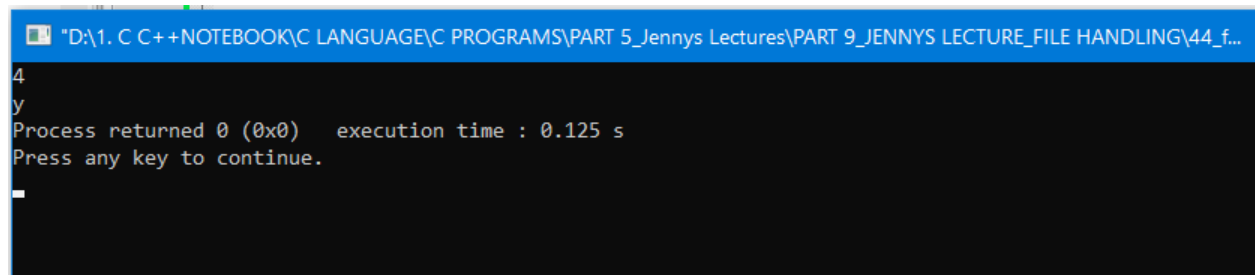 "D:\1. C C++NOTEBOOK\C LANGUAGE\C PROGRAMS\PART 5_Jennys Lectures\PART 9_JENNYS LECTURE_FILE HANDLING\44_f...
4
y
Process returned 0 (0x0)   execution time : 0.125 s
Press any key to continue.